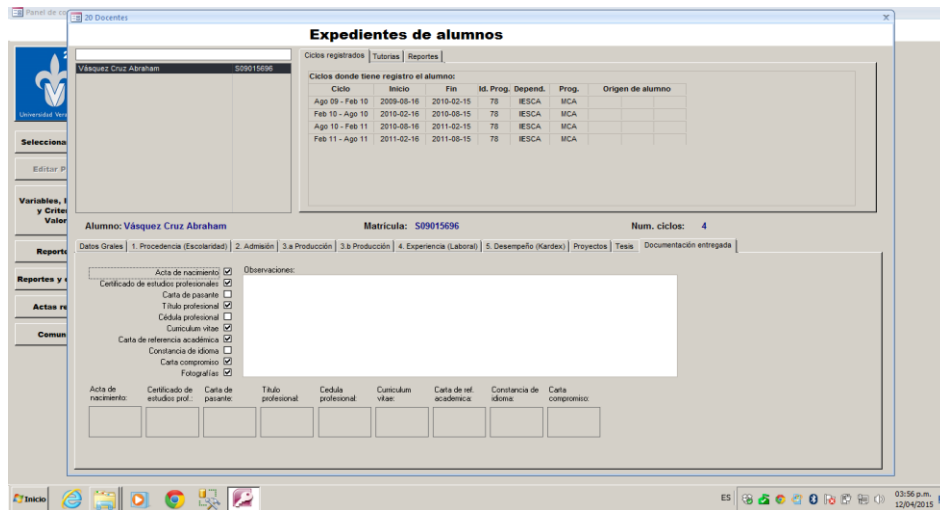 Panel de co
20 Docentes
Expedientes de alumnos
Vásquez Cruz Abraham S09015696
Ciclos registrados Tutorias Reportes
Ciclos donde tiene registro el alumno:
Ciclo Inicio Fin Id. Prog. Depend. Prog. Origen de alumno
Ago 09 - Feb 10 2009-08-16 2010-02-15 78 IESCA MCA
Feb 10 - Ago 10 2010-02-16 2010-08-15 78 IESCA MCA
Ago 10 - Feb 11 2010-08-16 2011-02-15 78 IESCA MCA
Feb 11 - Ago 11 2011-02-16 2011-08-15 78 IESCA MCA
Universidad Ver
Selecciona
Editar P
Variables, I
y Crite
Valor
Reporte
Reportes y
Actas re
Comun
Alumno: Vásquez Cruz Abraham Matricula: S09015696 Num. ciclos: 4
Datos Grales 1. Procedencia (Escolaridad) 2. Admisión 3.a Producción 3.b Producción 4. Experiencia (Laboral) 5. Desempeño (Kardex) Proyectos Tesis Documentación entregada
Acta de nacimiento
Certificado de estudios profesionales
Carta de pasante
Título profesional
Cédula profesional
Curiculum vitae
Carta de referencia académica
Constancia de idioma
Carta compromiso
Fotografías
Observaciones:
Acta de nacimiento:
Certificado de estudios prof.:
Carta de pasante:
Título profesional:
Cedula profesional:
Curriculum vitae:
Carta de ref. academica:
Constancia de idioma:
Carta compromiso:
Inicio
ES
03:56 p.m.
12/04/2015